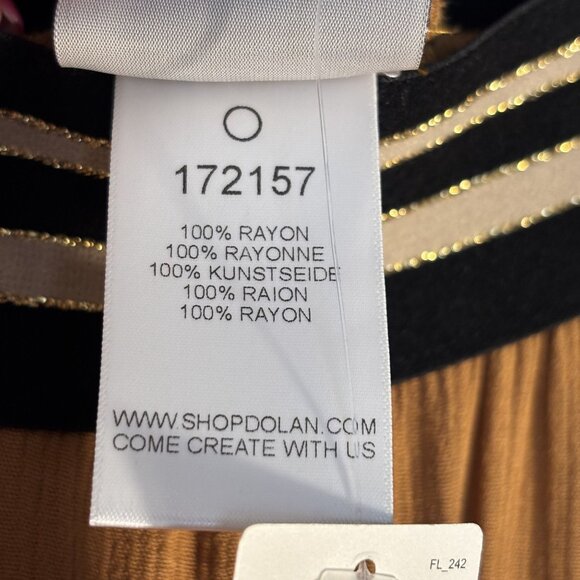 172157
100% RAYON
100% RAYONNE
100% KUNSTSEIDE
100% RAION
100% RAYON
WWW.SHOPDOLAN.COM
COME CREATE WITH US
FL_242